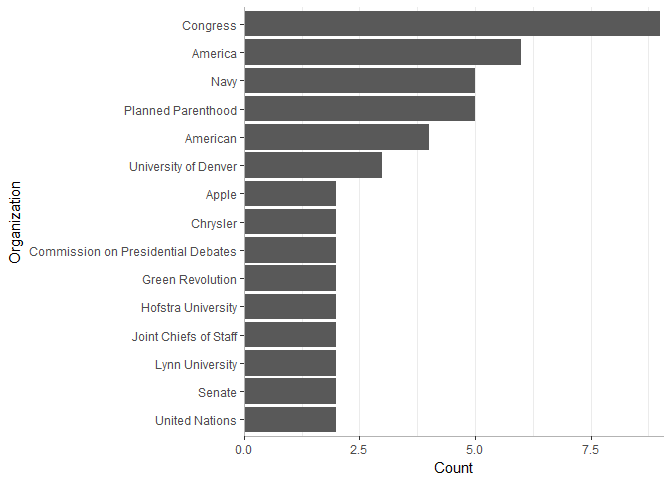 Congress
America
Navy
Planned Parenthood
American
University of Denver
Apple
Chrysler
Commission on Presidential Debates
Green Revolution
Hofstra University
Joint Chiefs of Staff
Lynn University
Senate
United Nations
Organization
0.0 2.5 5.0 7.5
Count